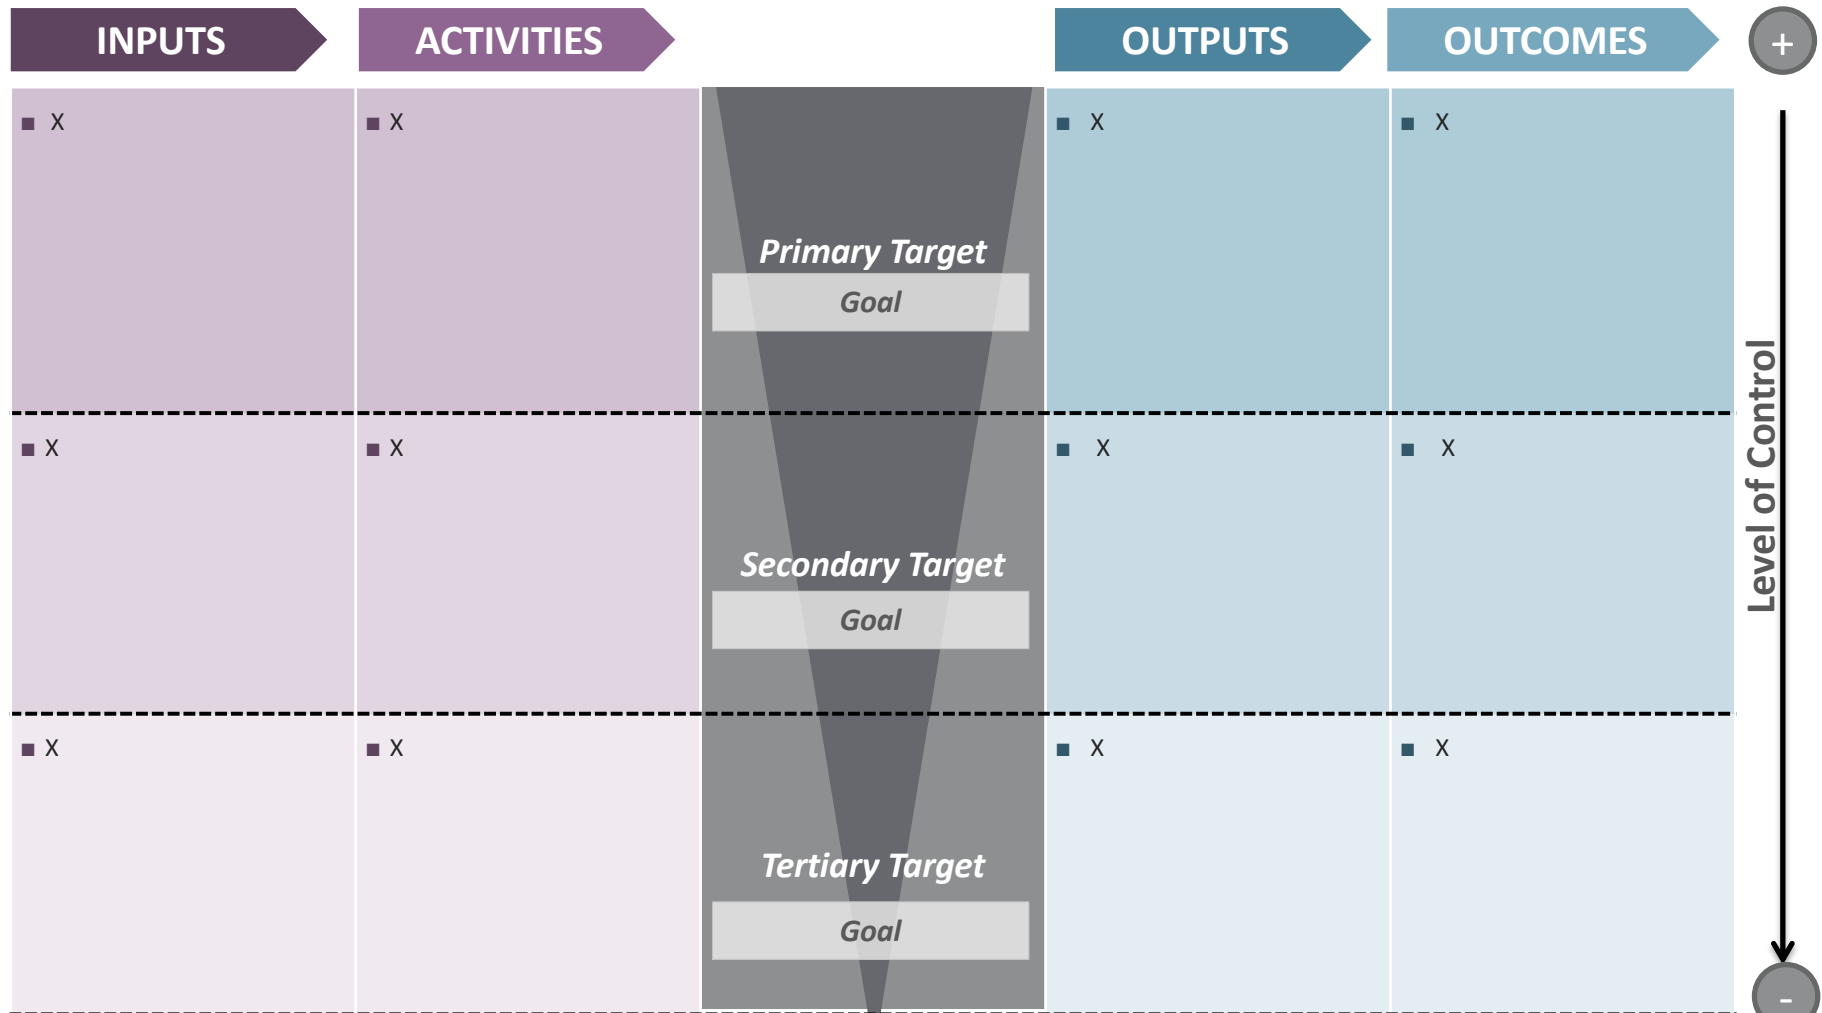 INPUTS
ACTIVITIES
OUTPUTS
OUTCOMES
+
■ X
■ X
■ X
■ X
Primary Target
Goal
■ X
■ X
■ X
■ X
Secondary Target
Goal
■ X
■ X
■ X
■ X
Tertiary Target
Goal
Level of Control
-